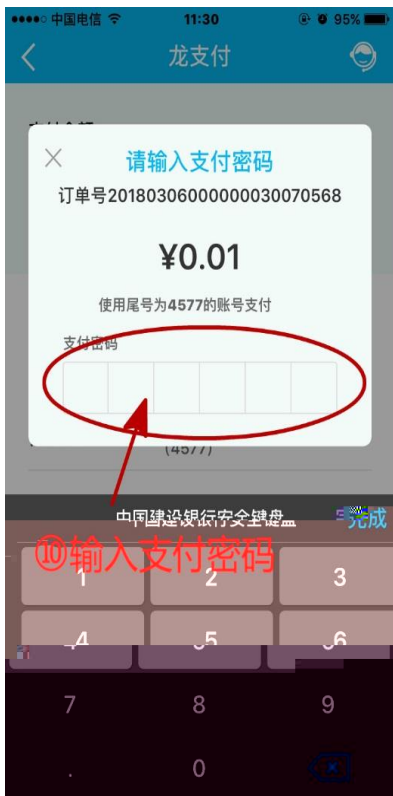 中国电信 11:30 95%
龙支付
请输入支付密码
订单号20180306000000030070568
¥0.01
使用尾号为4577的账号支付
支付密码
(4577)
中国建设银行安全键盘 完成
⑩输入支付密码
1 2 3
4 5 6
7 8 9
. 0